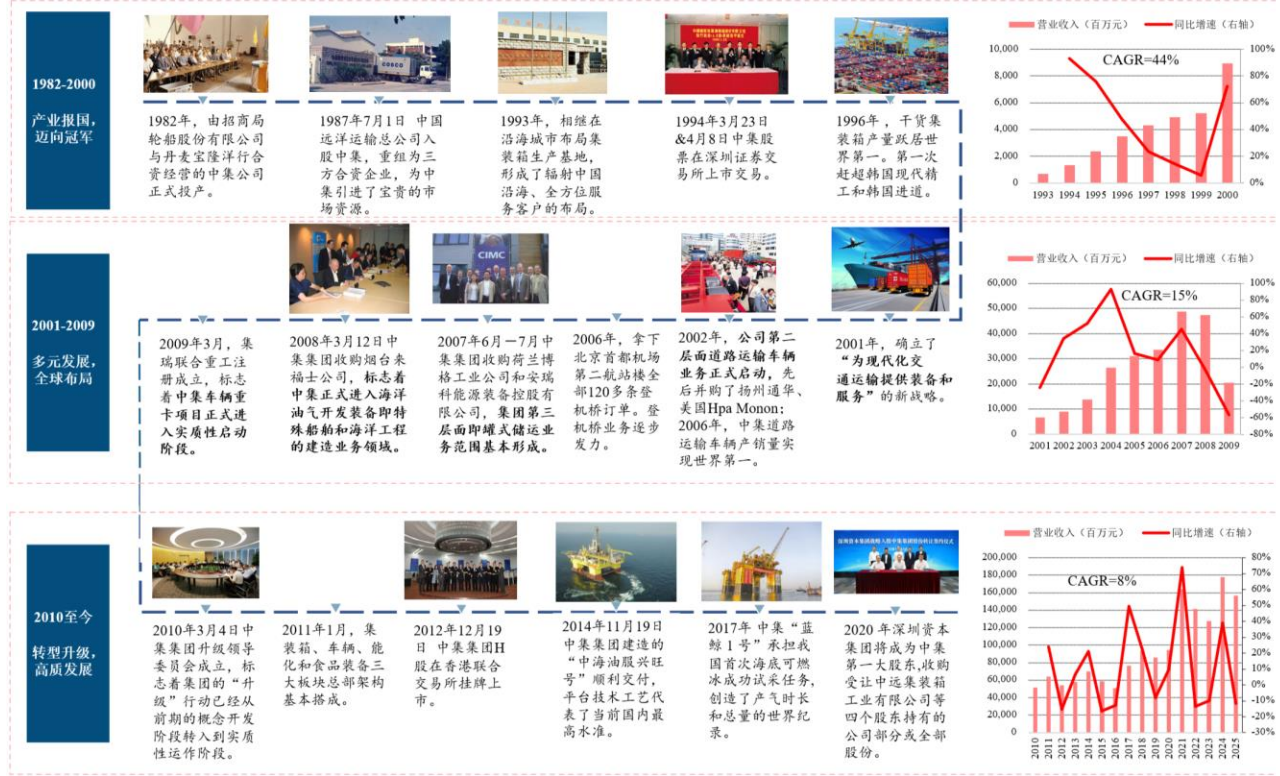 1982-2000
产业报国，
迈向冠军
1982年，由招商局
轮船股份有限公司
与丹麦宝隆洋行合
资经营的中集公司
正式投产。
1987年7月1日 中国
远洋运输总公司入
股中集，重组为三
方合资企业，为中
集引进了宝贵的市
场资源。
1993年，相继在
沿海城市布局集
装箱生产基地，
形成了辐射中国
沿海、全方位服
务客户的布局。
1994年3月23日
&4月8日中集股
票在深圳证券交
易所上市交易。
1996年，干货集
装箱产量跃居世
界第一。第一次
赶超韩国现代精
工和韩国进道。
营业收入（百万元）
同比增速（右轴）
CAGR=44%
10,000
8,000
6,000
4,000
2,000
0
100%
80%
60%
40%
20%
0%
1993 1994 1995 1996 1997 1998 1999 2000
2001-2009
多元发展，
全球布局
CIMC
2009年3月，集
瑞联合重工注
册成立，标志
着中集车辆重
卡项目正式进
入实质性启动
阶段。
2008年3月12日中
集集团收购烟台来
福士公司，标志着
中集正式进入海洋
油气开发装备即特
殊船舶和海洋工程
的建造业务领域。
2007年6月－7月中
集集团收购荷兰博
格工业公司和安瑞
科能源装备控股有
限公司，集团第三
层面即罐式储运业
务范围基本形成。
2006年，拿下
北京首都机场
第二航站楼全
部120多条登
机桥订单。登
机桥业务逐步
发力。
2002年，公司第二
层面道路运输车辆
业务正式启动，先
后并购了扬州通华、
美国Hpa Monon；
2006年，中集道路
运输车辆产销量实
现世界第一。
2001年，确立了
“为现代化交
通运输提供装备和
服务”的新战略。
营业收入（百万元）
同比增速（右轴）
CAGR=15%
60,000
50,000
40,000
30,000
20,000
10,000
0
100%
80%
60%
40%
20%
0%
-20%
-40%
-60%
-80%
2001 2002 2003 2004 2005 2006 2007 2008 2009
2010至今
转型升级，
高质发展
深圳资本集团战略入股中集集团股份转让签约仪式
2010年3月4日中
集集团升级领导
委员会成立，标
志着集团的“升
级”行动已经从
前期的概念开发
阶段转入到实质
性运作阶段。
2011年1月，集
装箱、车辆、能
化和食品装备三
大板块总部架构
基本搭成。
2012年12月19
日 中集集团H
股在香港联合
交易所挂牌上
市。
2014年11月19日
中集集团建造的
“中海油服兴旺
号”顺利交付，
平台技术工艺代
表了当前国内最
高水准。
2017年 中集“蓝
鲸１号”承担我
国首次海底可燃
冰成功试采任务，
创造了产气时长
和总量的世界纪
录。
2020 年深圳资本
集团将成为中集
第一大股东,收购
受让中远集装箱
工业有限公司等
四个股东持有的
公司部分或全部
股份。
营业收入（百万元）
同比增速（右轴）
CAGR=8%
200,000
180,000
160,000
140,000
120,000
100,000
80,000
60,000
40,000
20,000
0
80%
70%
60%
50%
40%
30%
20%
10%
0%
-10%
-20%
-30%
2010 2011 2012 2013 2014 2015 2016 2017 2018 2019 2020 2021 2022 2023 2024 2025